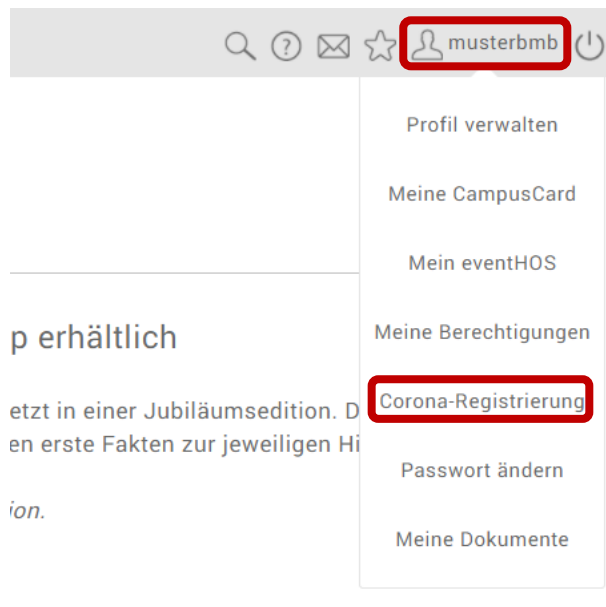 musterbmb
Profil verwalten
Meine CampusCard
Mein eventHOS
p erhältlich
Meine Berechtigungen
etzt in einer Jubiläumsedition. D
Corona-Registrierung
en erste Fakten zur jeweiligen Hi
Passwort ändern
ion.
Meine Dokumente